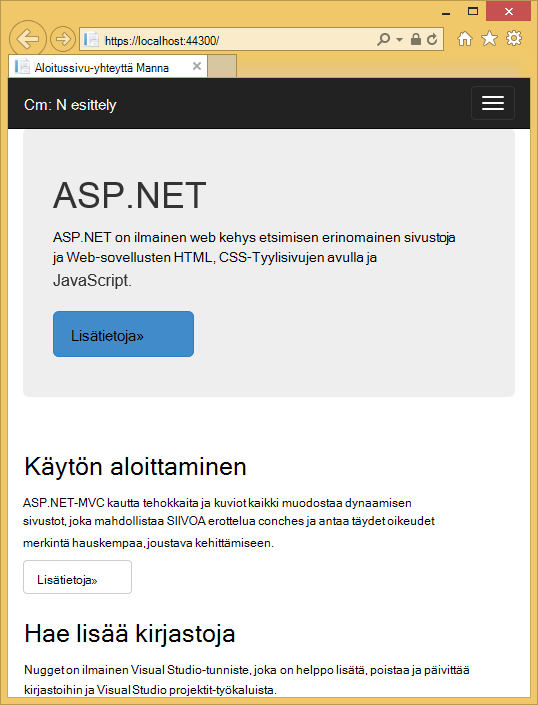 https://localhost:44300/
Aloitussivu-yhteyttä Manna
Cm: N esittely
ASP.NET
ASP.NET on ilmainen web kehys etsimisen erinomainen sivustoja
ja Web-sovellusten HTML, CSS-Tyylisivujen avulla ja
JavaScript.
Lisätietoja»
Käytön aloittaminen
ASP.NET-MVC kautta tehokkaita ja kuviot kaikki muodostaa dynaamisen
sivustot, joka mahdollistaa SIIVOA erottelua conches ja antaa täydet oikeudet
merkintä hauskempaa, joustava kehittämiseen.
Lisätietoja»
Hae lisää kirjastoja
Nugget on ilmainen Visual Studio-tunniste, joka on helppo lisätä, poistaa ja päivittää
kirjastoihin ja Visual Studio projektit-työkaluista.